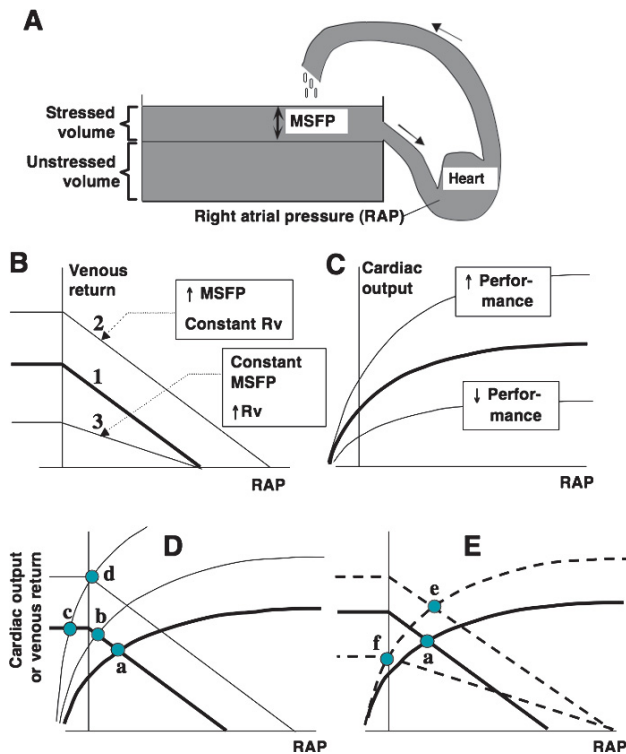 A
Stressed
volume
MSFP
Unstressed
volume
Heart
Right atrial pressure (RAP)
B
Venous
return
↑ MSFP
Constant Rv
2
Constant
MSFP
↑Rv
1
3
RAP
C
Cardiac
output
↑ Perfor-
mance
↓ Perfor-
mance
RAP
D
Cardiac output
or venous return
d
c
b
a
RAP
E
e
f
a
RAP